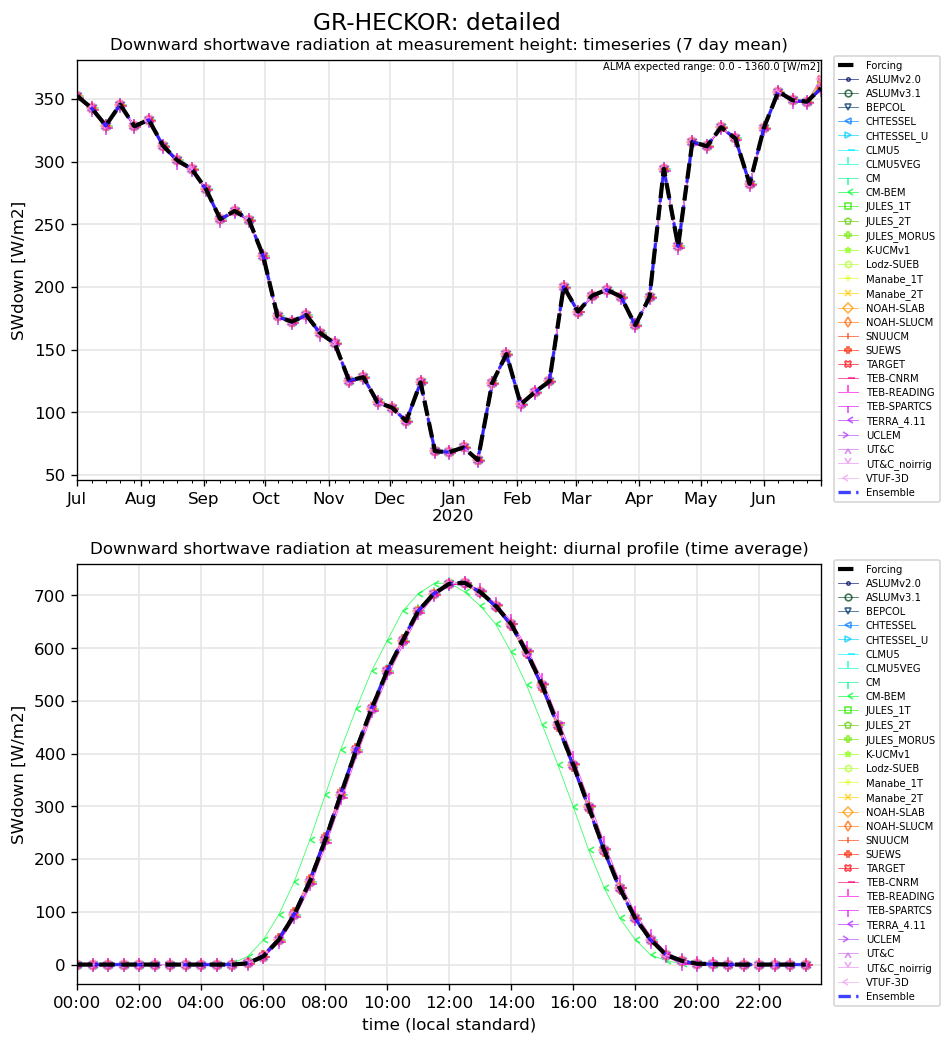 GR-HECKOR: detailed
Downward shortwave radiation at measurement height: timeseries (7 day mean)
ALMA expected range: 0.0 - 1360.0 [W/m2]
SWdown [W/m2]
350
300
250
200
150
100
50
Jul Aug Sep Oct Nov Dec Jan Feb Mar Apr May Jun
2020
Forcing
ASLUMv2.0
ASLUMv3.1
BEPCOL
CHTESSEL
CHTESSEL_U
CLMU5
CLMU5VEG
CM
CM-BEM
JULES_1T
JULES_2T
JULES_MORUS
K-UCMv1
Lodz-SUEB
Manabe_1T
Manabe_2T
NOAH-SLAB
NOAH-SLUCM
SNUUCM
SUEWS
TARGET
TEB-CNRM
TEB-READING
TEB-SPARTCS
TERRA_4.11
UCLEM
UT&C
UT&C_noirrig
VTUF-3D
Ensemble
Downward shortwave radiation at measurement height: diurnal profile (time average)
SWdown [W/m2]
700
600
500
400
300
200
100
0
00:00 02:00 04:00 06:00 08:00 10:00 12:00 14:00 16:00 18:00 20:00 22:00
time (local standard)
Forcing
ASLUMv2.0
ASLUMv3.1
BEPCOL
CHTESSEL
CHTESSEL_U
CLMU5
CLMU5VEG
CM
CM-BEM
JULES_1T
JULES_2T
JULES_MORUS
K-UCMv1
Lodz-SUEB
Manabe_1T
Manabe_2T
NOAH-SLAB
NOAH-SLUCM
SNUUCM
SUEWS
TARGET
TEB-CNRM
TEB-READING
TEB-SPARTCS
TERRA_4.11
UCLEM
UT&C
UT&C_noirrig
VTUF-3D
Ensemble